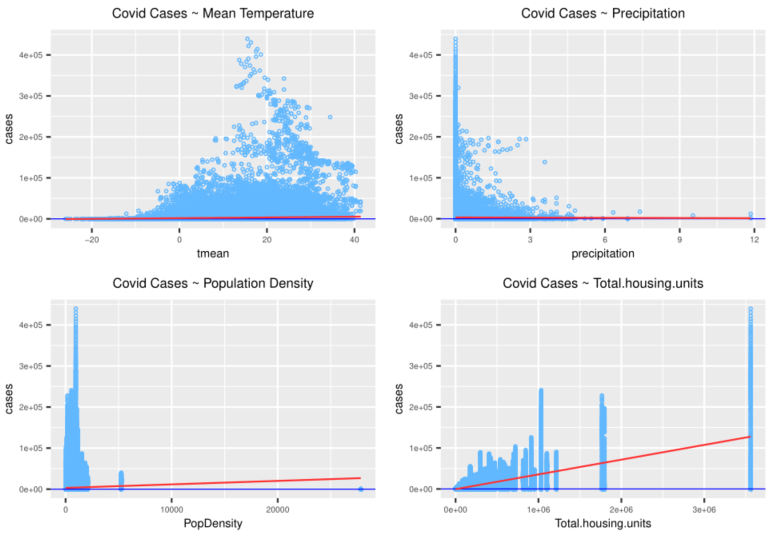 Covid Cases ~ Mean Temperature
4e+05
3e+05
2e+05
1e+05
0e+00
cases
−20
0
20
40
tmean
Covid Cases ~ Precipitation
4e+05
3e+05
2e+05
1e+05
0e+00
cases
0
3
6
9
12
precipitation
Covid Cases ~ Population Density
4e+05
3e+05
2e+05
1e+05
0e+00
cases
0
10000
20000
PopDensity
Covid Cases ~ Total.housing.units
4e+05
3e+05
2e+05
1e+05
0e+00
cases
0e+00
1e+06
2e+06
3e+06
Total.housing.units